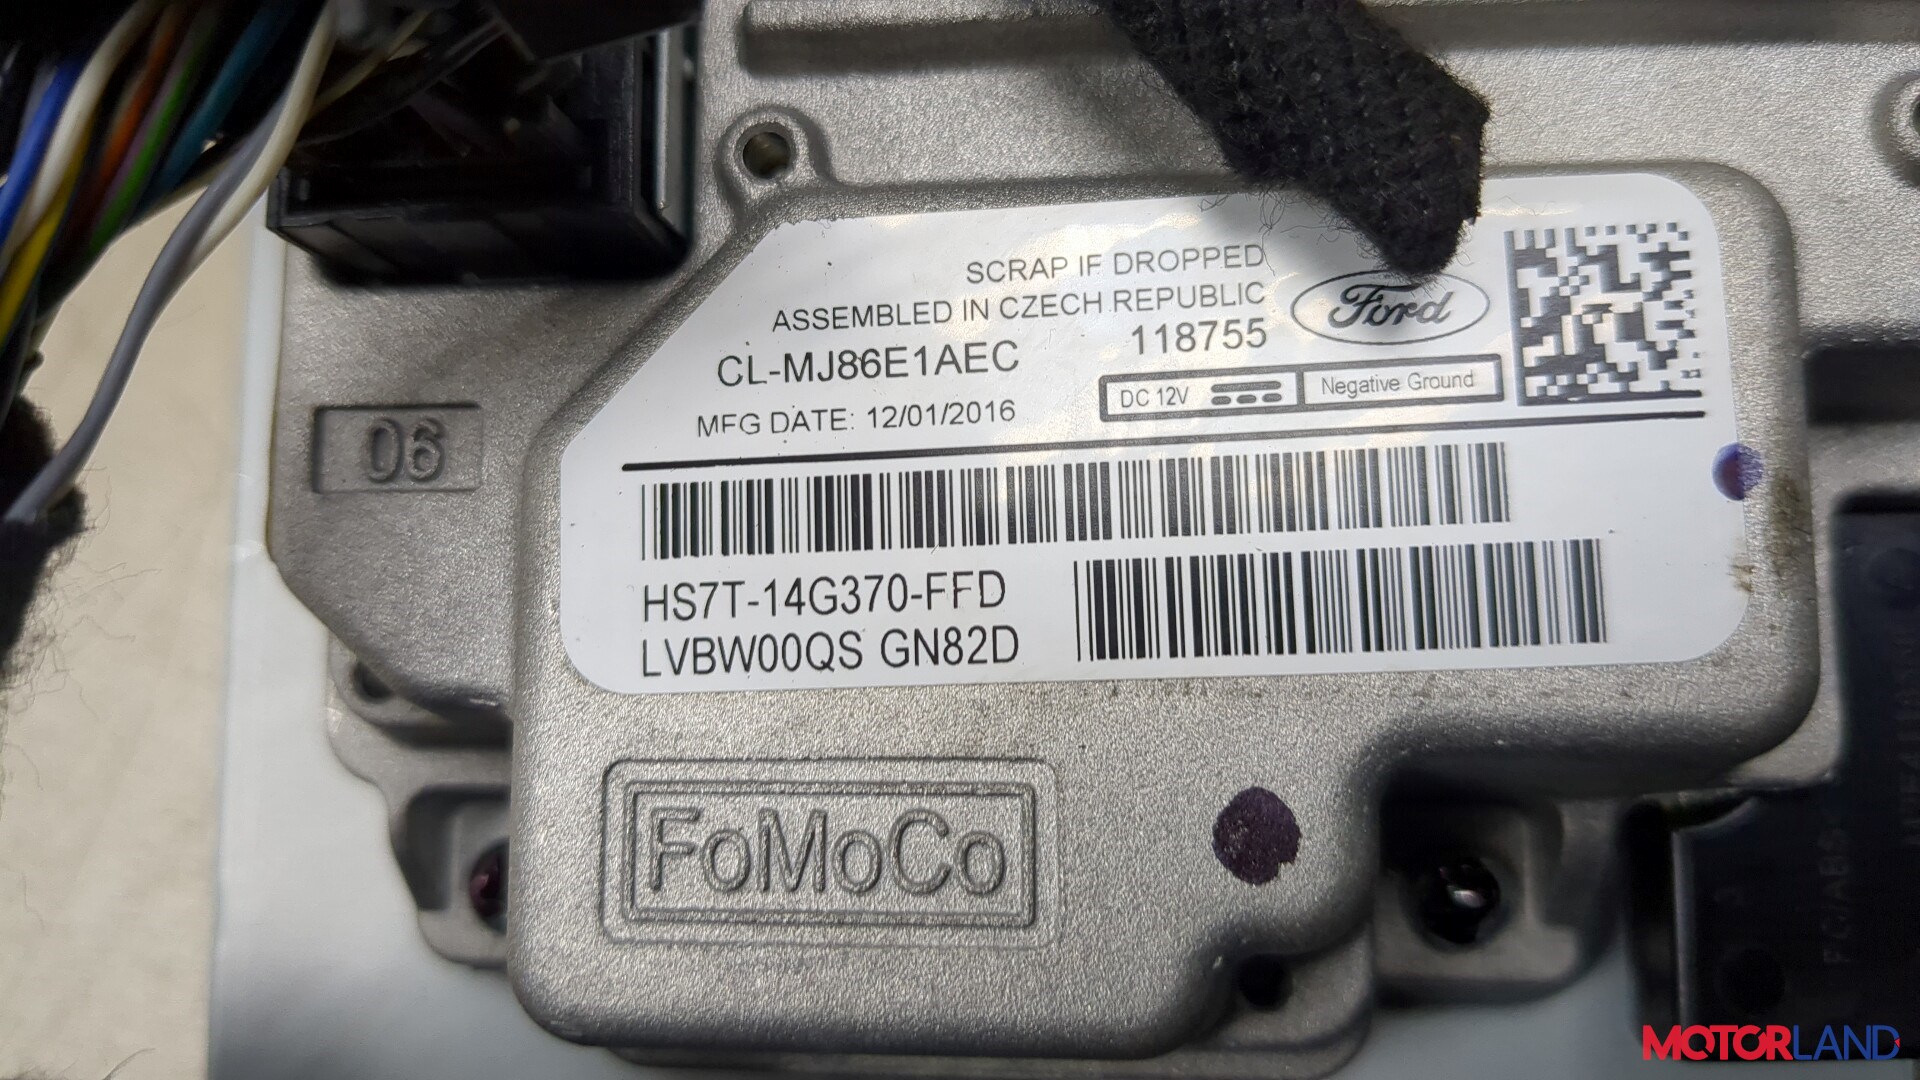 SCRAP IF DROPPED
ASSEMBLED IN CZECH REPUBLIC
118755
Ford
CL-MJ86E1AEC
MFG DATE: 12/01/2016
DC 12V
Negative Ground
06
HS7T-14G370-FFD
LVBW00QS GN82D
FoMoCo
MOTORLAND